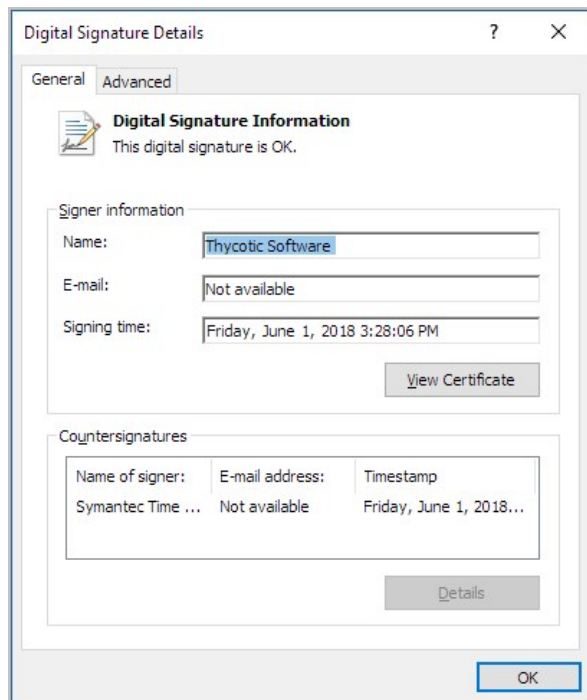 Digital Signature Details ?
General Advanced
Digital Signature Information
This digital signature is OK.
Signer information
Name: Thycotic Software
E-mail: Not available
Signing time: Friday, June 1, 2018 3:28:06 PM
View Certificate
Countersignatures
Name of signer: E-mail address: Timestamp
Symantec Time ... Not available Friday, June 1, 2018...
Details
OK